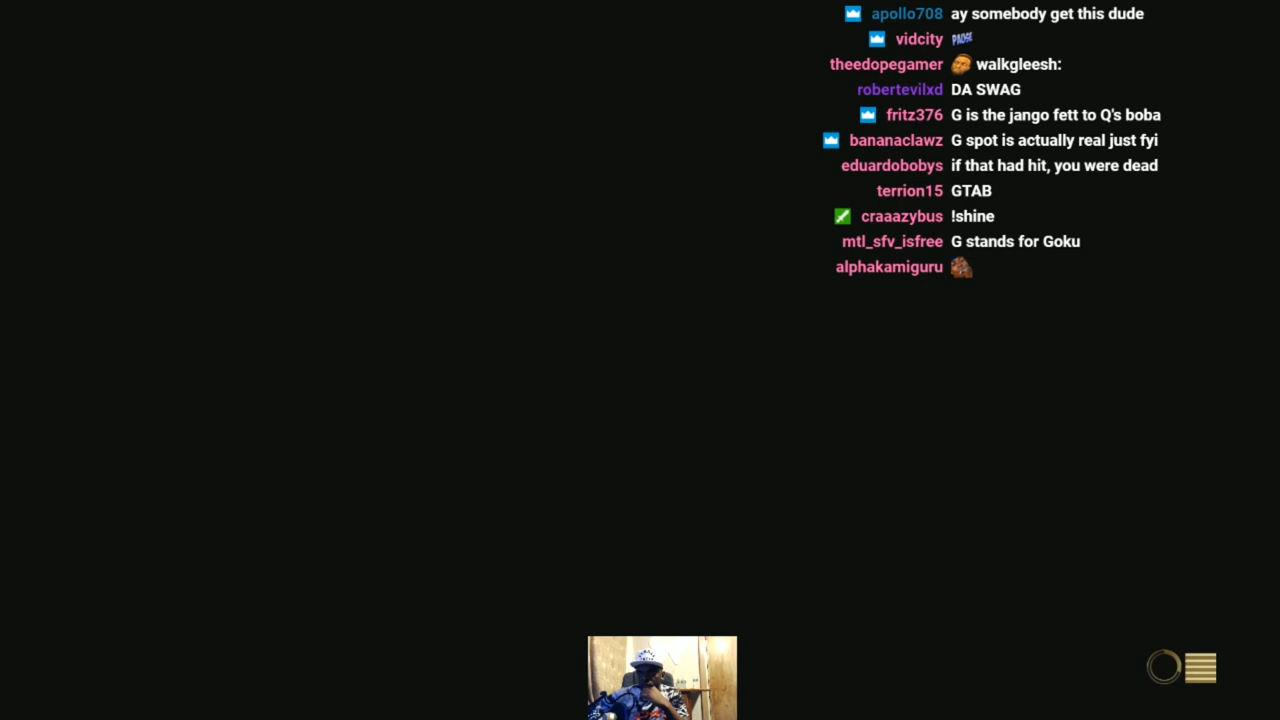 apollo708 ay somebody get this dude
vidcity PAUSE
theedopegamer walkgleesh:
robertevilxd DA SWAG
fritz376 G is the jango fett to Q's boba
bananaclawz G spot is actually real just fyi
eduardobobys if that had hit, you were dead
terrion15 GTAB
craaazybus !shine
mtl_sfv_isfree G stands for Goku
alphakamiguru